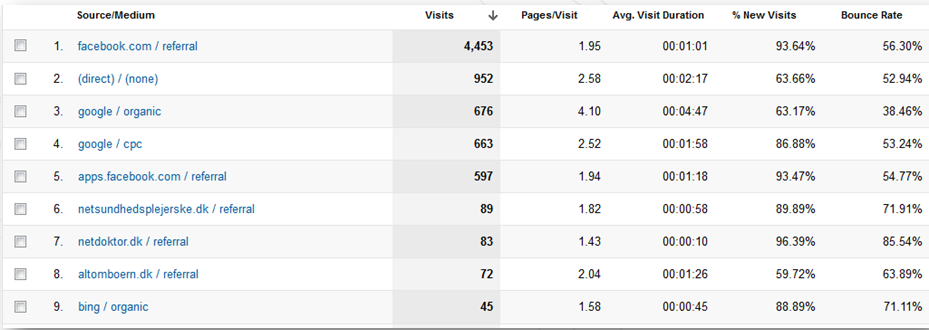 Source/Medium Visits Pages/Visit Avg. Visit Duration % New Visits Bounce Rate
1. facebook.com / referral 4,453 1.95 00:01:01 93.64% 56.30%
2. (direct) / (none) 952 2.58 00:02:17 63.66% 52.94%
3. google / organic 676 4.10 00:04:47 63.17% 38.46%
4. google / cpc 663 2.52 00:01:58 86.88% 53.24%
5. apps.facebook.com / referral 597 1.94 00:01:18 93.47% 54.77%
6. netsundhedsplejerske.dk / referral 89 1.82 00:00:58 89.89% 71.91%
7. netdoktor.dk / referral 83 1.43 00:00:10 96.39% 85.54%
8. altomboern.dk / referral 72 2.04 00:01:26 59.72% 63.89%
9. bing / organic 45 1.58 00:00:45 88.89% 71.11%